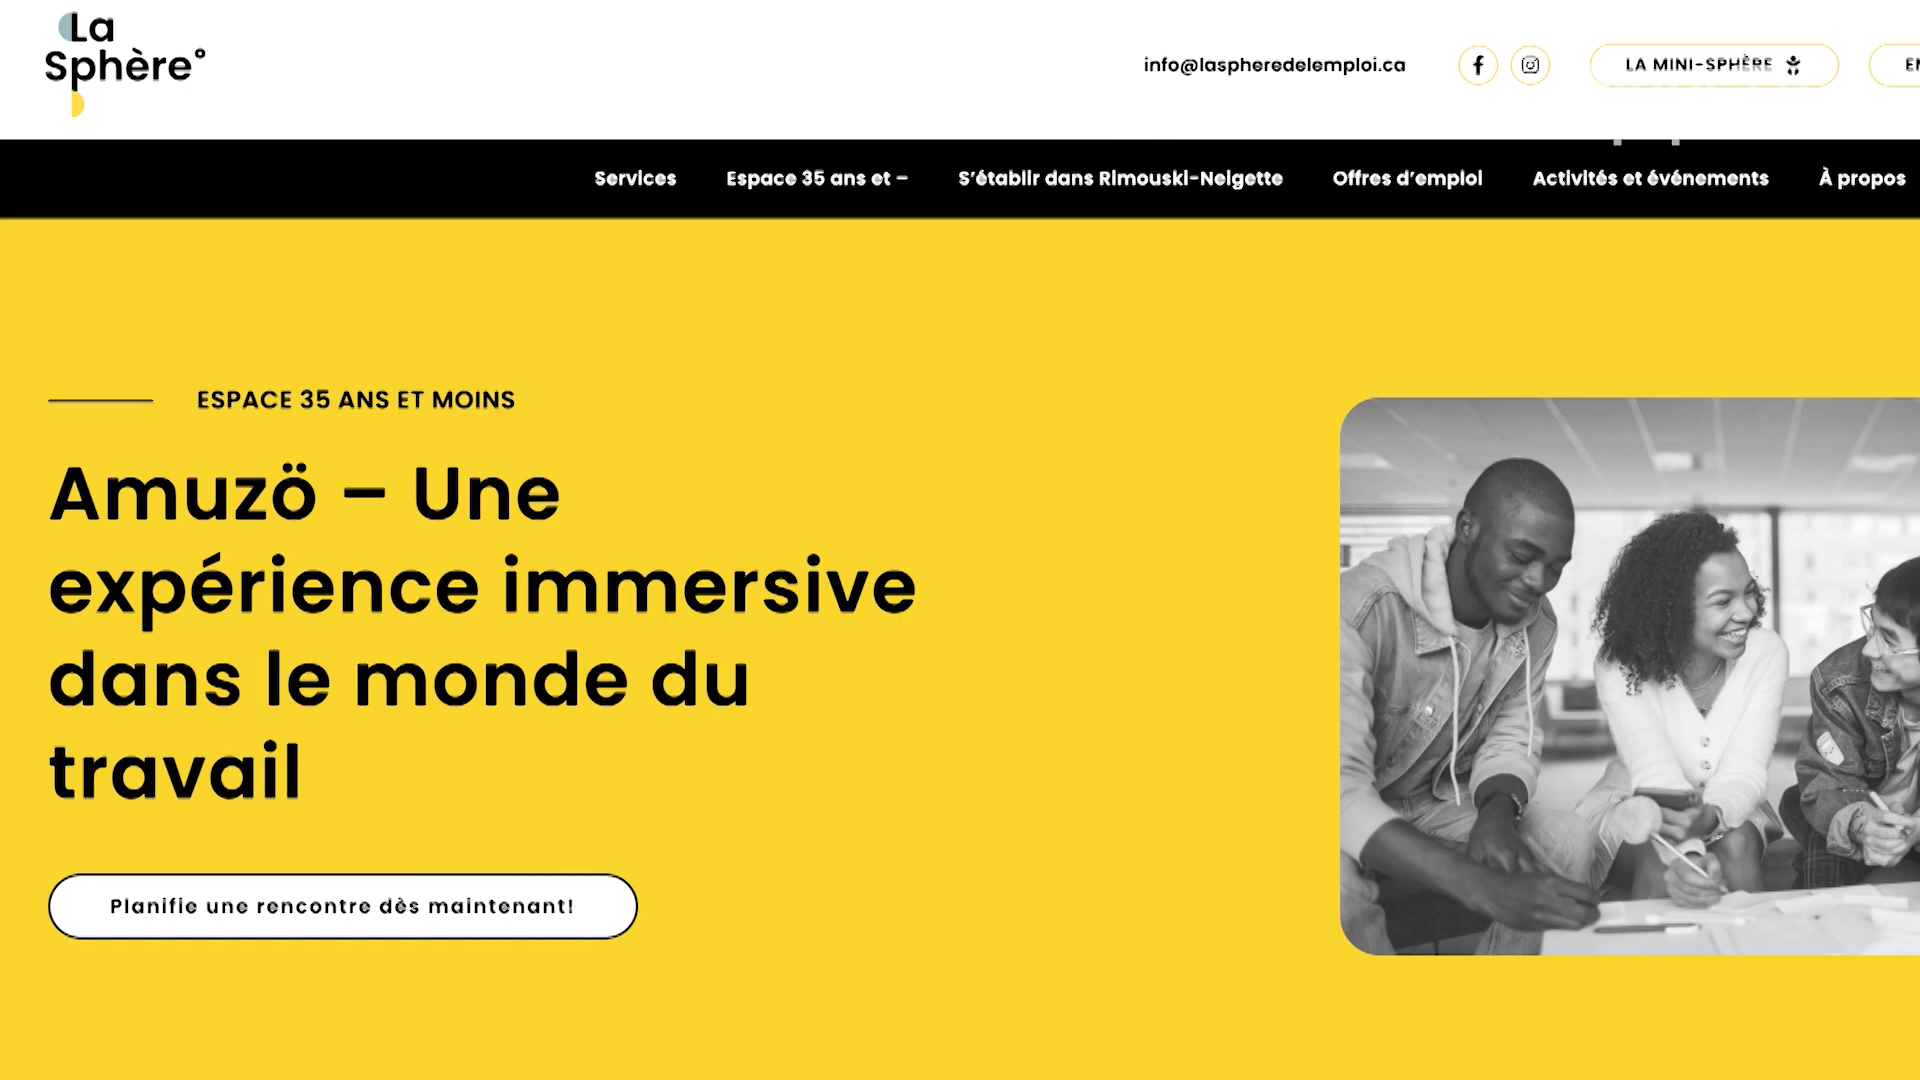 La
Sphère°
info@laspheredelemploi.ca
LA MINI-SPHÈRE
Services
Espace 35 ans et –
S'établir dans Rimouski-Neigette
Offres d'emploi
Activités et événements
À propos
ESPACE 35 ANS ET MOINS
Amuzö – Une
expérience immersive
dans le monde du
travail
Planifie une rencontre dès maintenant!